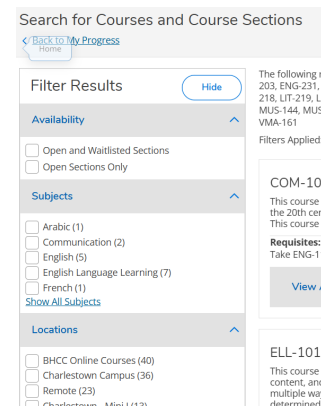 Search for Courses and Course Sections
< Back to My Progress
Home
Filter Results
Hide
Availability
Open and Waitlisted Sections
Open Sections Only
Subjects
Arabic (1)
Communication (2)
English (5)
English Language Learning (7)
French (1)
Show All Subjects
Locations
BHCC Online Courses (40)
Charlestown Campus (36)
Remote (23)
Charlestown - Mini I (13)
The following
203, ENG-231,
218, LIT-219, L
MUS-144, MUS
VMA-161
Filters Applied
COM-10
This course
the 20th cen
This course
Requisites:
Take ENG-1
View
ELL-101
This course
content, and
multiple way
determined